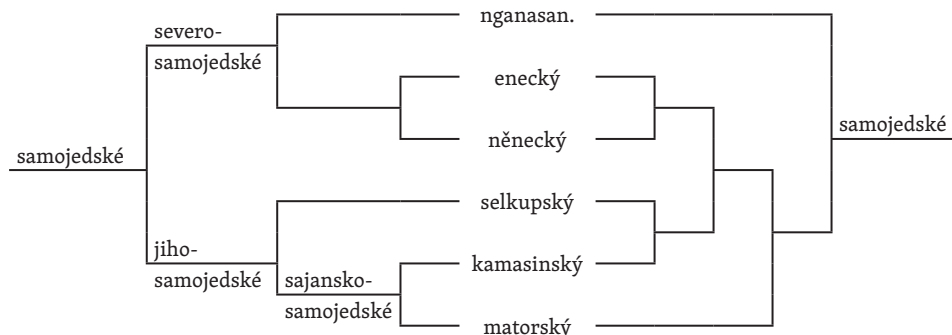 nganasan.
severo-
samojedské
enecký
něnecký
samojedské
samojedské
selkupský
jiho-
samojedské
kamasinský
sajansko-
samojedské
matorský